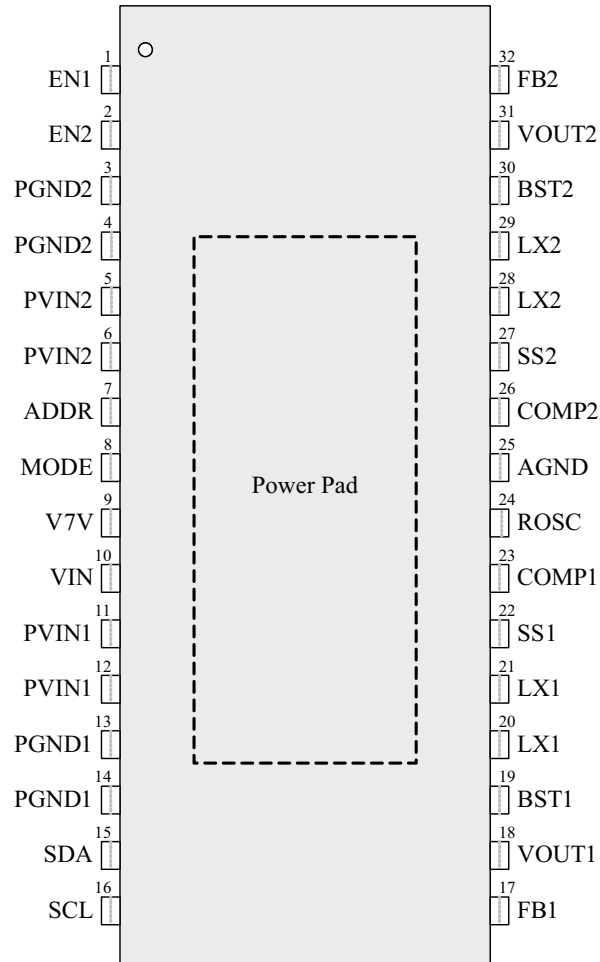 1
EN1
2
EN2
3
PGND2
4
PGND2
5
PVIN2
6
PVIN2
7
ADDR
8
MODE
9
V7V
10
VIN
11
PVIN1
12
PVIN1
13
PGND1
14
PGND1
15
SDA
16
SCL
Power Pad
32
FB2
31
VOUT2
30
BST2
29
LX2
28
LX2
27
SS2
26
COMP2
25
AGND
24
ROSC
23
COMP1
22
SS1
21
LX1
20
LX1
19
BST1
18
VOUT1
17
FB1